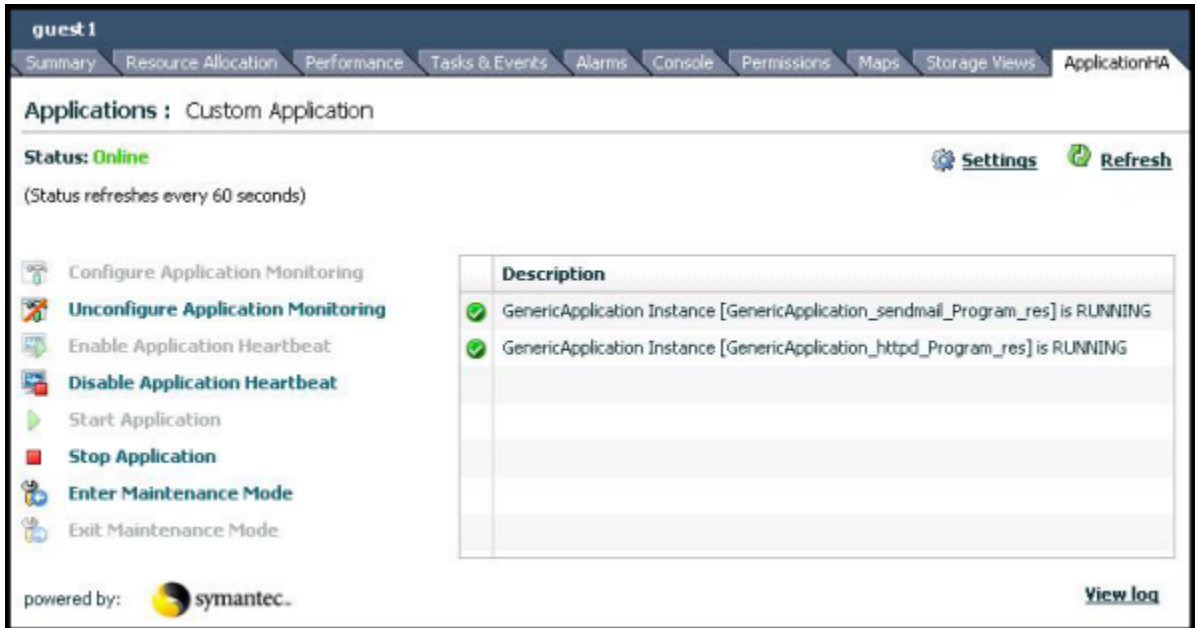 guest1
Summary Resource Allocation Performance Tasks & Events Alarms Console Permissions Maps Storage Views ApplicationHA
Applications : Custom Application
Status: Online
Settings Refresh
(Status refreshes every 60 seconds)
Configure Application Monitoring
Unconfigure Application Monitoring
Enable Application Heartbeat
Disable Application Heartbeat
Start Application
Stop Application
Enter Maintenance Mode
Exit Maintenance Mode
Description
GenericApplication Instance [GenericApplication_sendmail_Program_res] is RUNNING
GenericApplication Instance [GenericApplication_httpd_Program_res] is RUNNING
powered by: symantec.
View log